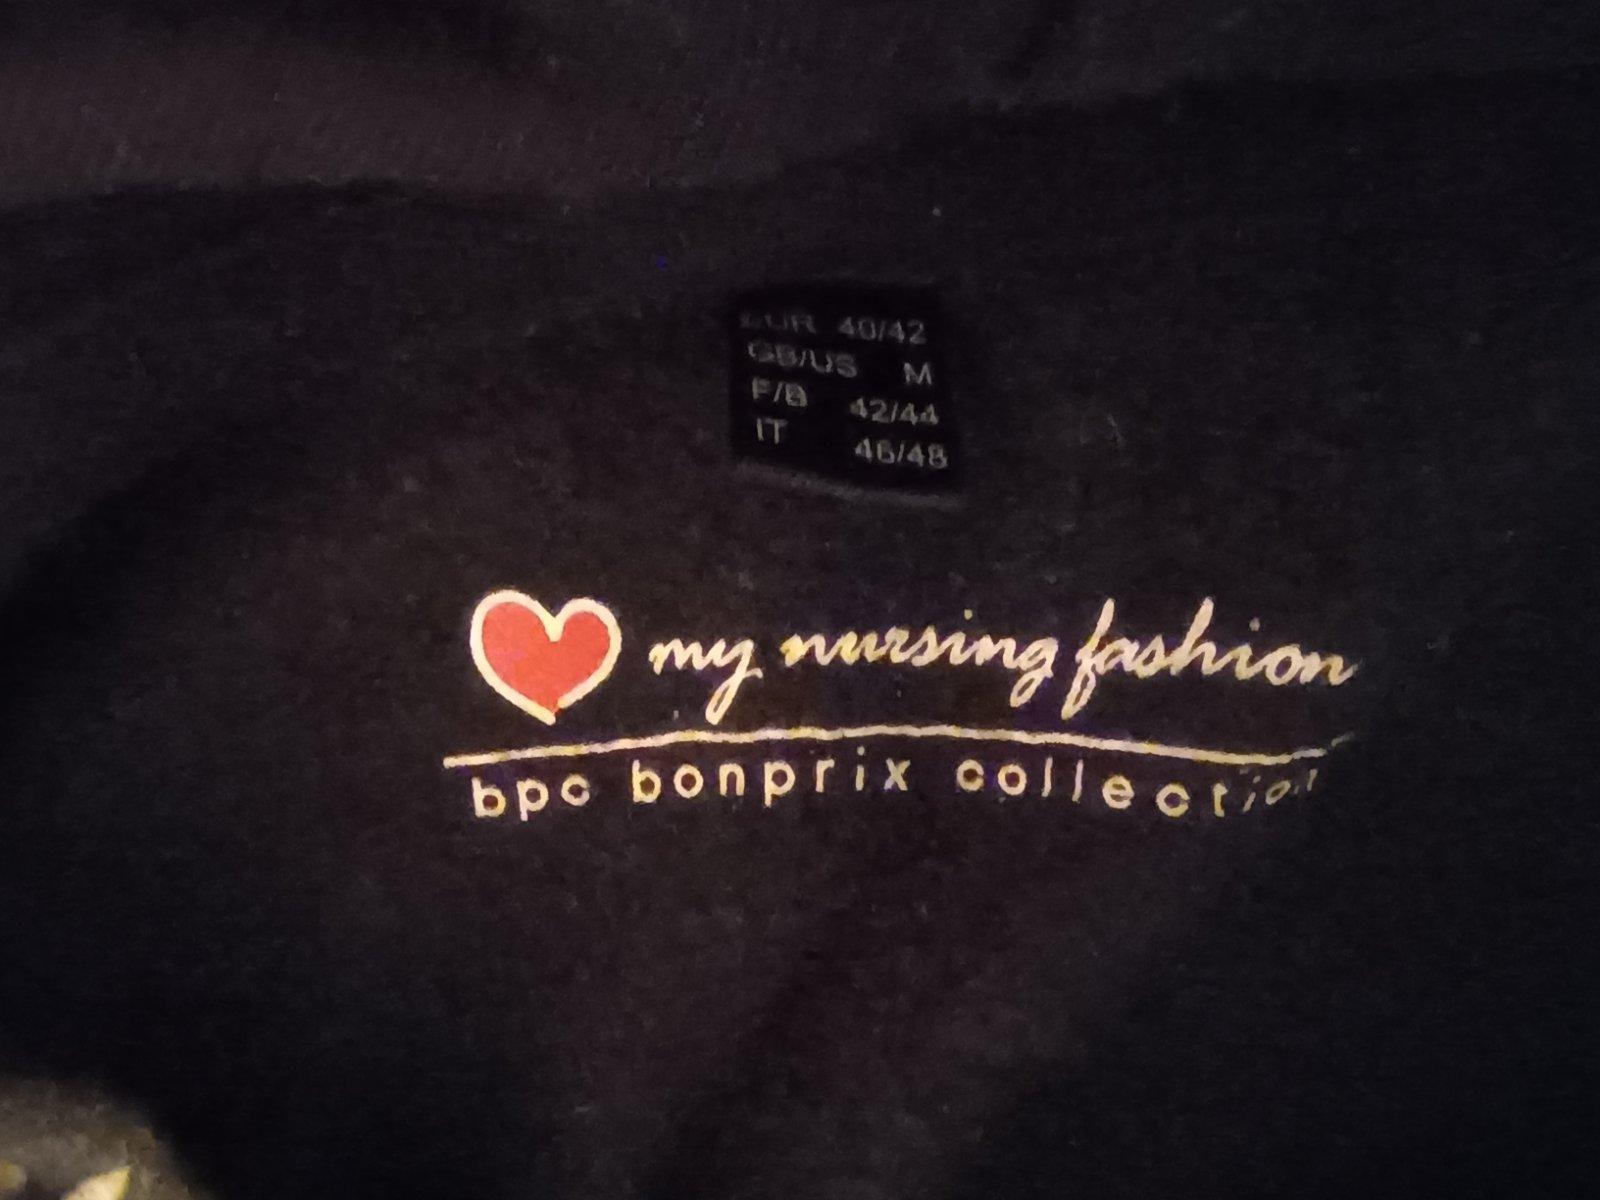 EUR 40/42
GB/US M
F/B 42/44
IT 46/48
my nursing fashion
bpc bonprix collection